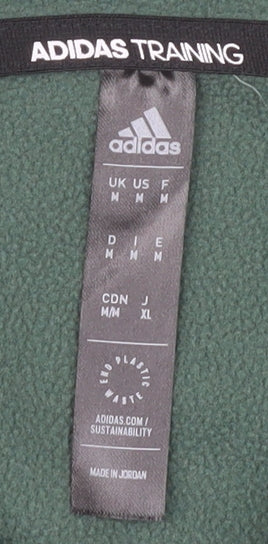 ADIDAS TRAINING
adidas
UK US F
M M M
D I E
M M M
CDN J
M/M XL
END PLASTIC WASTE
ADIDAS.COM/
SUSTAINABILITY
MADE IN JORDAN